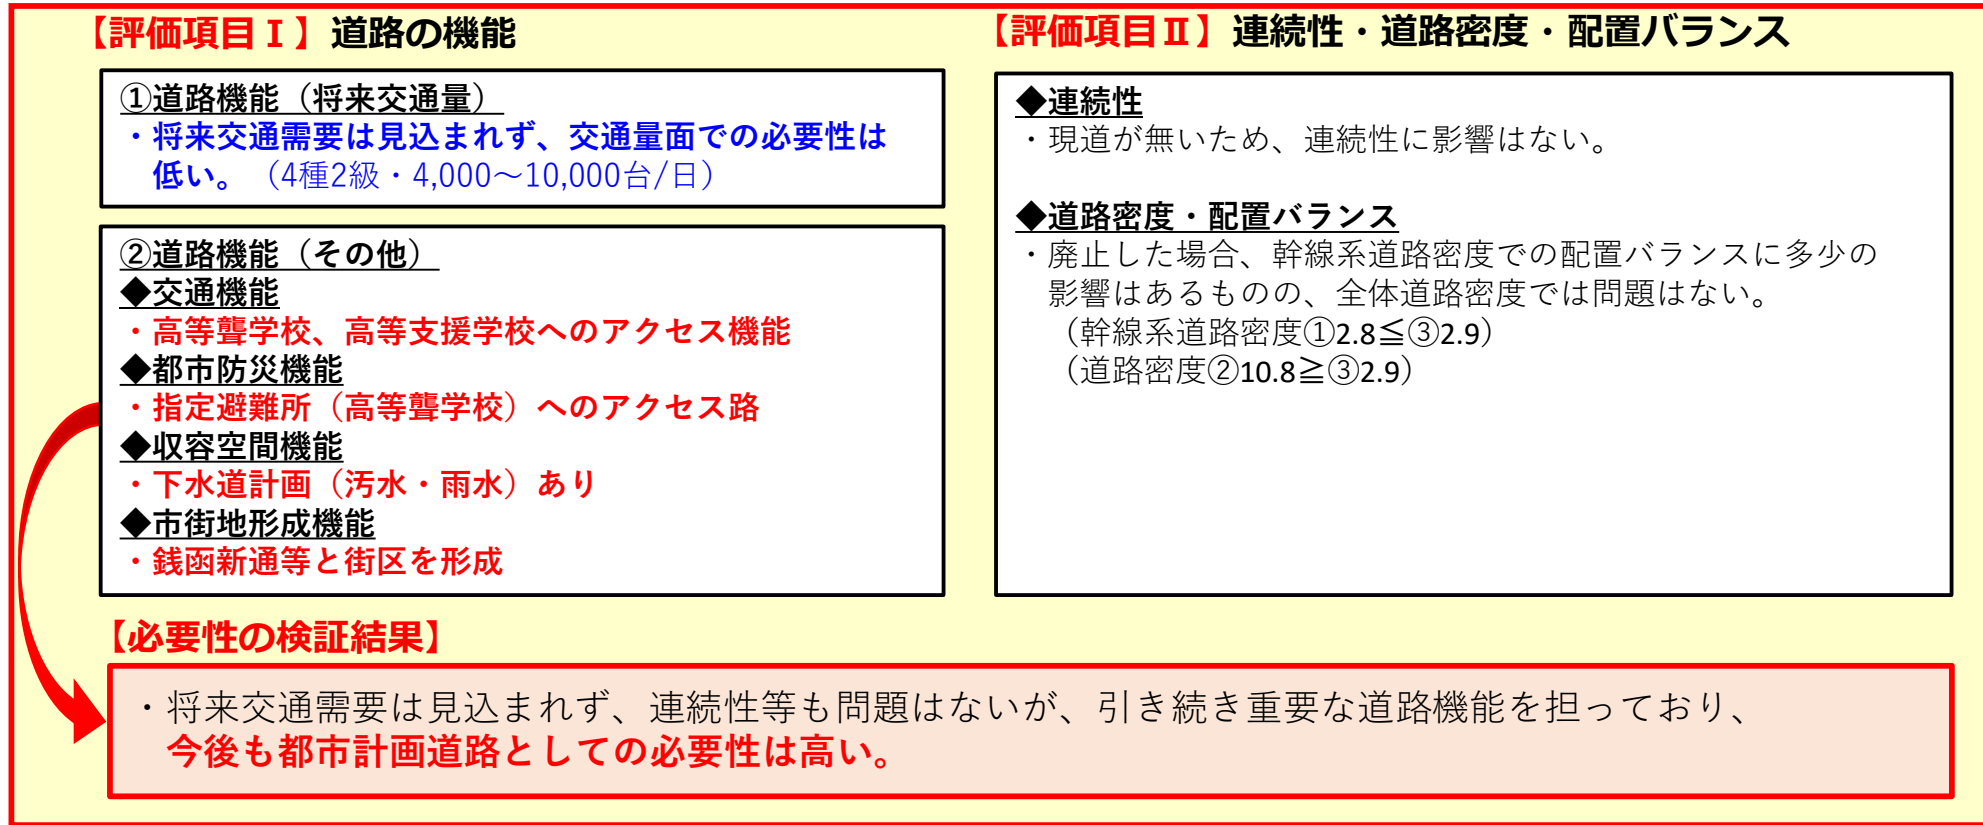 【評価項目Ⅰ】道路の機能
①道路機能（将来交通量）
・将来交通需要は見込まれず、交通量面での必要性は
低い。（4種2級・4,000～10,000台/日）
②道路機能（その他）
◆交通機能
・高等聾学校、高等支援学校へのアクセス機能
◆都市防災機能
・指定避難所（高等聾学校）へのアクセス路
◆収容空間機能
・下水道計画（汚水・雨水）あり
◆市街地形成機能
・銭函新通等と街区を形成
【評価項目Ⅱ】連続性・道路密度・配置バランス
◆連続性
・現道が無いため、連続性に影響はない。
◆道路密度・配置バランス
・廃止した場合、幹線系道路密度での配置バランスに多少の
影響はあるものの、全体道路密度では問題はない。
（幹線系道路密度①2.8≦③2.9）
（道路密度②10.8≧③2.9）
【必要性の検証結果】
・将来交通需要は見込まれず、連続性等も問題はないが、引き続き重要な道路機能を担っており、
今後も都市計画道路としての必要性は高い。